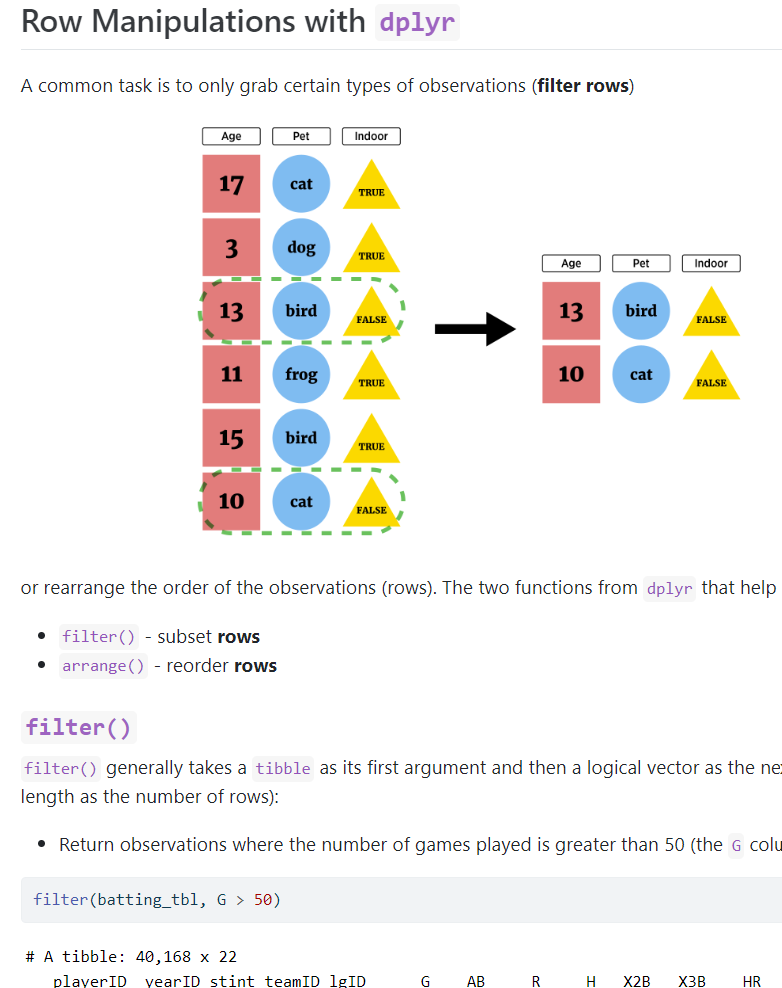 Row Manipulations with dplyr
A common task is to only grab certain types of observations (filter rows)
Age Pet Indoor
17 cat TRUE
3 dog TRUE
13 bird FALSE
11 frog TRUE
15 bird TRUE
10 cat FALSE
Age Pet Indoor
13 bird FALSE
10 cat FALSE
or rearrange the order of the observations (rows). The two functions from dplyr that help
• filter() - subset rows
• arrange() - reorder rows
filter()
filter() generally takes a tibble as its first argument and then a logical vector as the
length as the number of rows):
• Return observations where the number of games played is greater than 50 (the G
filter(batting_tbl, G > 50)
# A tibble: 40,168 x 22
playerID yearID stint teamID lgID G AB R H X2B X3B HR